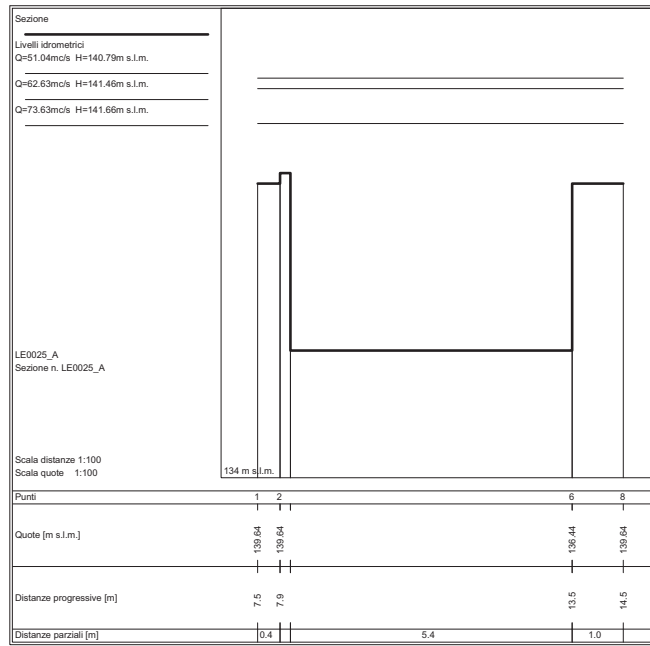 Sezione
Livelli idrometrici
Q=51.04mc/s H=140.79m s.l.m.
Q=62.63mc/s H=141.46m s.l.m.
Q=73.63mc/s H=141.66m s.l.m.
LE0025_A
Sezione n. LE0025_A
Scala distanze 1:100
Scala quote 1:100
134 m s.l.m.
Punti 1 2 6 8
Quote [m s.l.m.] 139.64 139.64 136.44 139.64
Distanze progressive [m] 7.5 7.9 13.5 14.5
Distanze parziali [m] 0.4 5.4 1.0